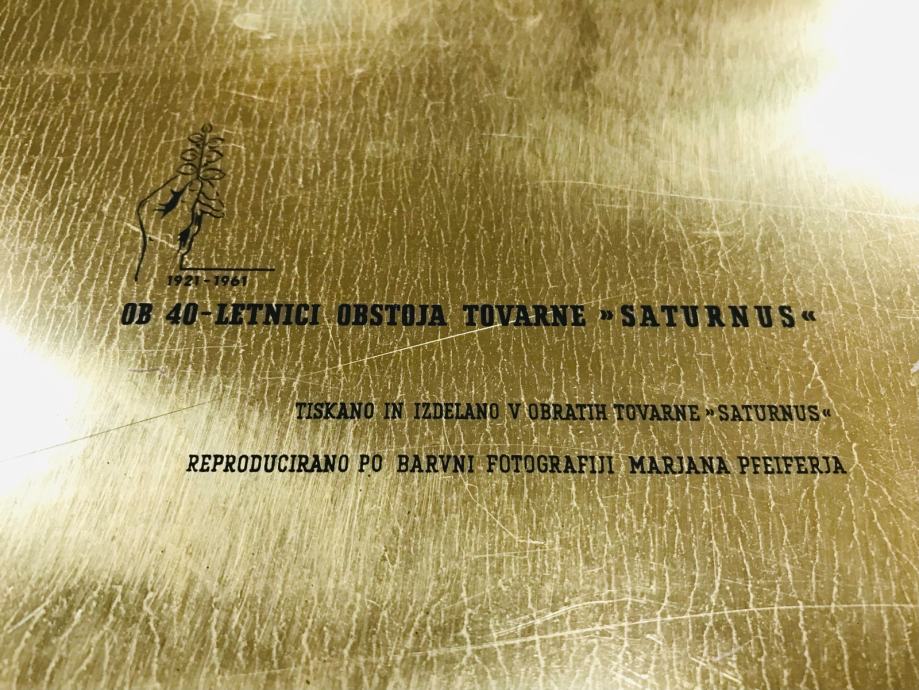 1921-1961
OB 40-LETNICI OBSTOJA TOVARNE »SATURNUS«
TISKANO IN IZDELANO V OBRATIH TOVARNE »SATURNUS«
REPRODUCIRANO PO BARVNI FOTOGRAFIJI MARJANA PFEIFERJA